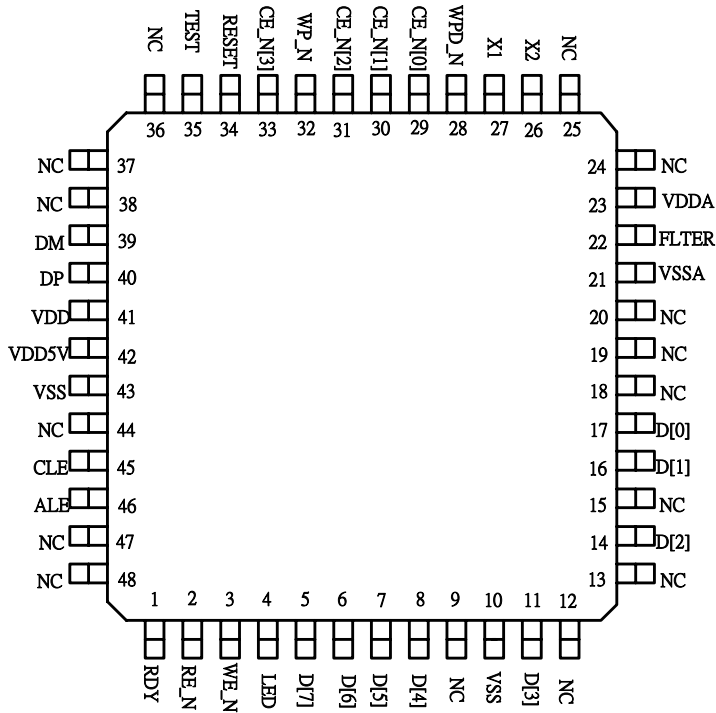 NC TEST RESET CE_N[3] WP_N CE_N[2] CE_N[1] CE_N[0] WPD_N X1 X2 NC
36 35 34 33 32 31 30 29 28 27 26 25
NC 37 24 NC
NC 38 23 VDDA
DM 39 22 FLTER
DP 40 21 VSSA
VDD 41 20 NC
VDD5V 42 19 NC
VSS 43 18 NC
NC 44 17 D[0]
CLE 45 16 D[1]
ALE 46 15 NC
NC 47 14 D[2]
NC 48 13 NC
1 2 3 4 5 6 7 8 9 10 11 12
RDY RE_N WE_N LED D[7] D[6] D[5] D[4] NC VSS D[3] NC